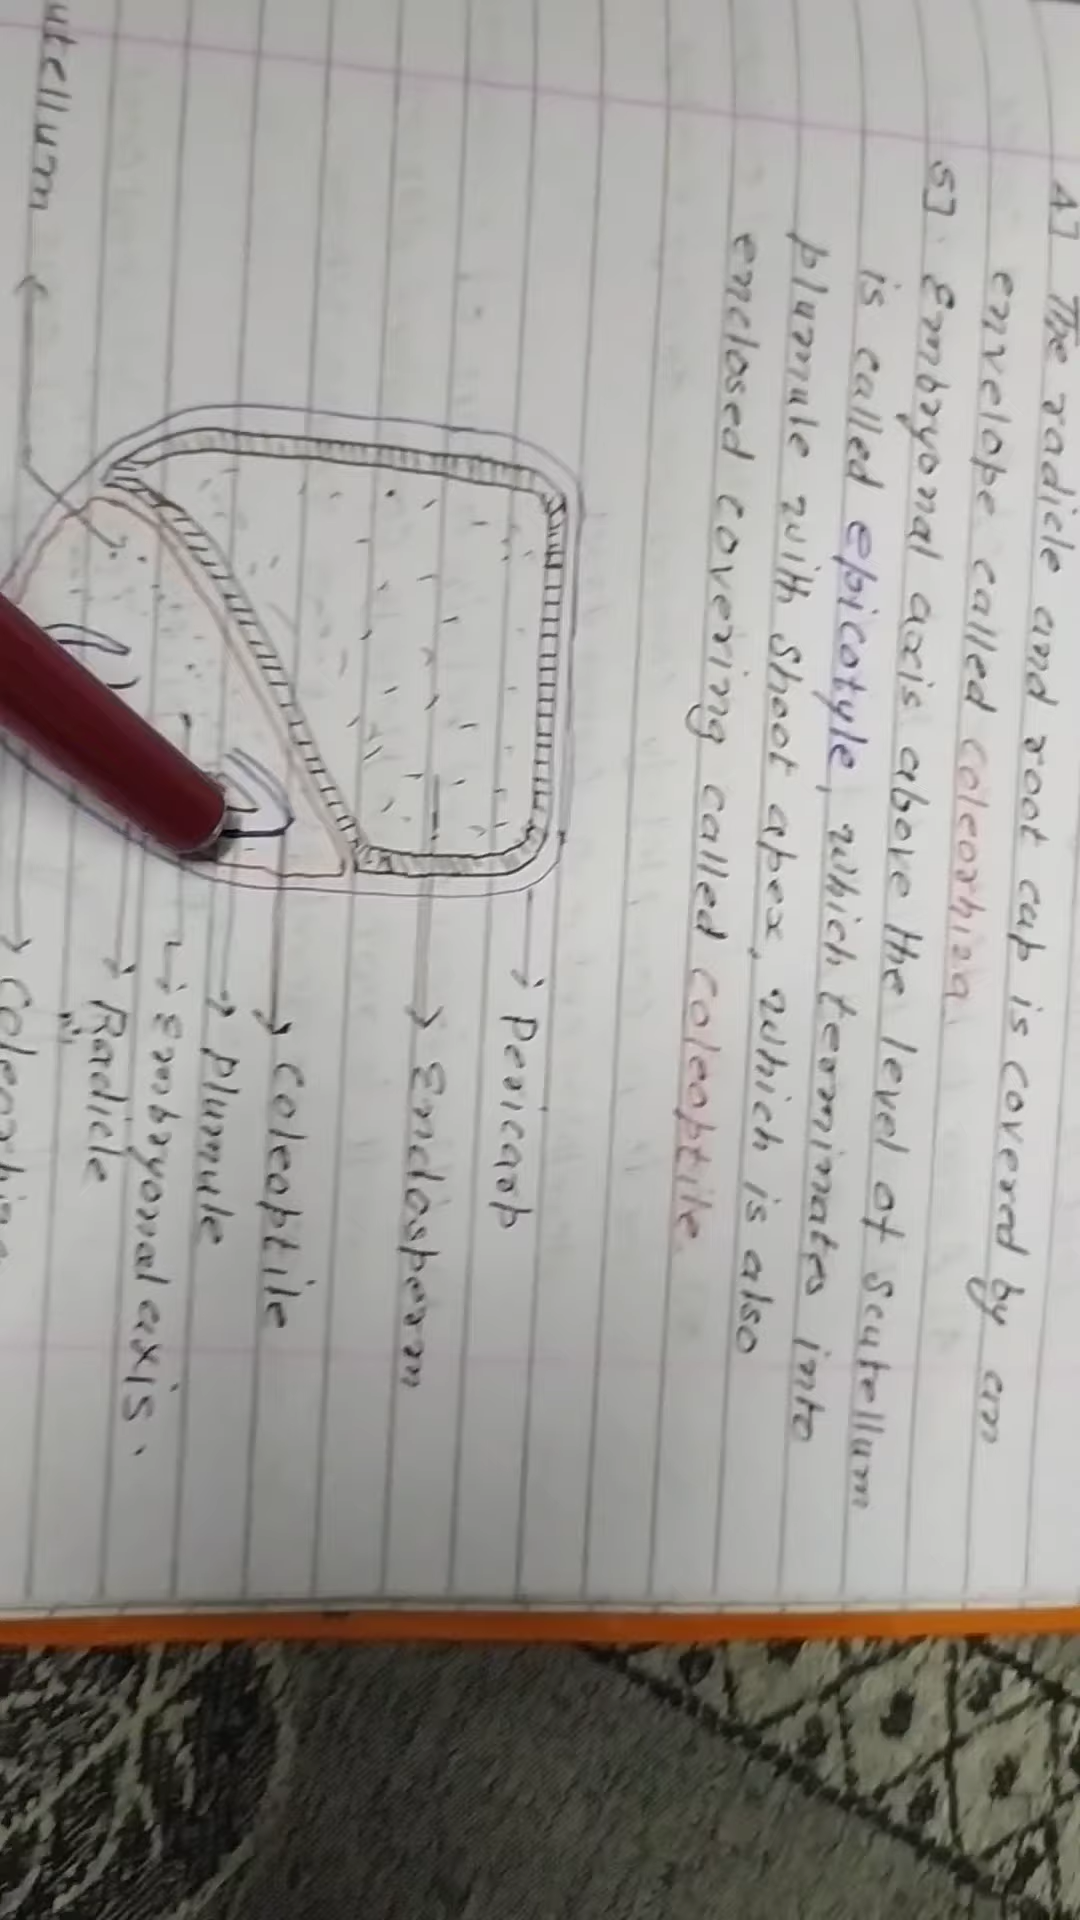 4] The radicle and root cap is covered by an
envelope called coleorhiza.
5]. Embryonal axis above the level of scutellum
is called epicotyle, which terminates into
plumule with shoot apex, which is also
enclosed covering called coleoptile.
→ Pericarp
→ Endosperm
→ Coleoptile
→ Plumule
→ Embryonal axis.
→ Radicle
utellum